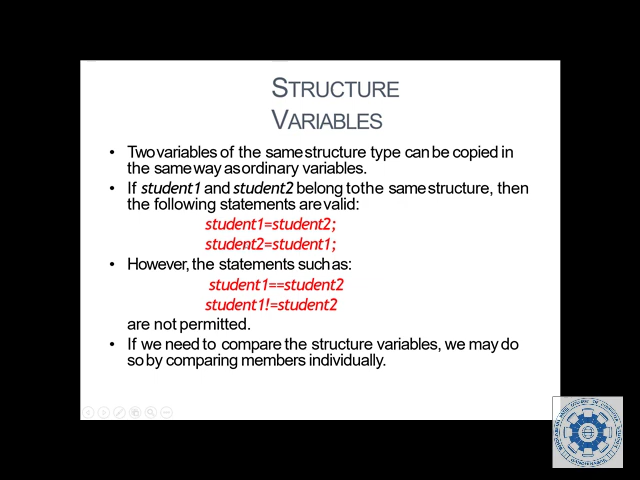 STRUCTURE
VARIABLES
• Two variables of the same structure type can be copied in
the same way as ordinary variables.
• If student1 and student2 belong to the same structure, then
the following statements are valid:
student1=student2;
student2=student1;
• However, the statements such as:
student1==student2
student1!=student2
are not permitted.
• If we need to compare the structure variables, we may do
so by comparing members individually.